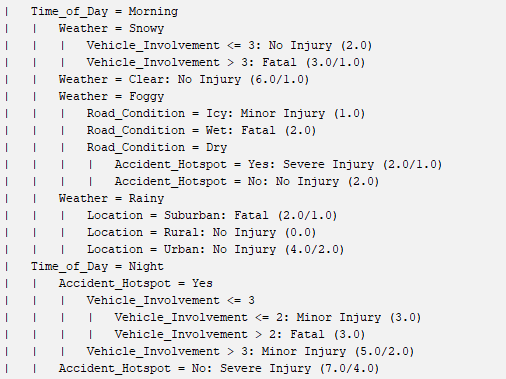 |   Time_of_Day = Morning
|   |   Weather = Snowy
|   |   |   Vehicle_Involvement <= 3: No Injury (2.0)
|   |   |   Vehicle_Involvement > 3: Fatal (3.0/1.0)
|   |   Weather = Clear: No Injury (6.0/1.0)
|   |   Weather = Foggy
|   |   |   Road_Condition = Icy: Minor Injury (1.0)
|   |   |   Road_Condition = Wet: Fatal (2.0)
|   |   |   Road_Condition = Dry
|   |   |   |   Accident_Hotspot = Yes: Severe Injury (2.0/1.0)
|   |   |   |   Accident_Hotspot = No: No Injury (2.0)
|   |   Weather = Rainy
|   |   |   Location = Suburban: Fatal (2.0/1.0)
|   |   |   Location = Rural: No Injury (0.0)
|   |   |   Location = Urban: No Injury (4.0/2.0)
|   Time_of_Day = Night
|   |   Accident_Hotspot = Yes
|   |   |   Vehicle_Involvement <= 3
|   |   |   |   Vehicle_Involvement <= 2: Minor Injury (3.0)
|   |   |   |   Vehicle_Involvement > 2: Fatal (3.0)
|   |   |   Vehicle_Involvement > 3: Minor Injury (5.0/2.0)
|   |   Accident_Hotspot = No: Severe Injury (7.0/4.0)